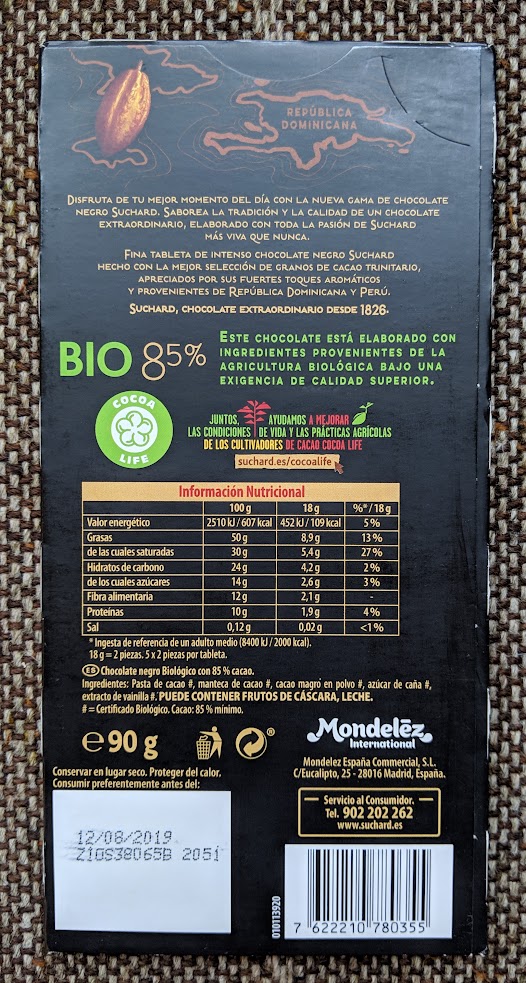 REPÚBLICA
DOMINICANA
DISFRUTA DE TU MEJOR MOMENTO DEL DÍA CON LA NUEVA GAMA DE CHOCOLATE
NEGRO SUCHARD. SABOREA LA TRADICIÓN Y LA CALIDAD DE UN CHOCOLATE
EXTRAORDINARIO, ELABORADO CON TODA LA PASIÓN DE SUCHARD
MÁS VIVA QUE NUNCA.
FINA TABLETA DE INTENSO CHOCOLATE NEGRO SUCHARD
HECHO CON LA MEJOR SELECCIÓN DE GRANOS DE CACAO TRINITARIO,
APRECIADOS POR SUS FUERTES TOQUES AROMÁTICOS
Y PROVENIENTES DE REPÚBLICA DOMINICANA Y PERÚ.
SUCHARD, CHOCOLATE EXTRAORDINARIO DESDE 1826.
BIO 85%
ESTE CHOCOLATE ESTÁ ELABORADO CON
INGREDIENTES PROVENIENTES DE LA
AGRICULTURA BIOLÓGICA BAJO UNA
EXIGENCIA DE CALIDAD SUPERIOR.
COCOA
LIFE
JUNTOS, AYUDAMOS A MEJORAR
LAS CONDICIONES DE VIDA Y LAS PRÁCTICAS AGRÍCOLAS
DE LOS CULTIVADORES DE CACAO COCOA LIFE
suchard.es/cocoalife
Información Nutricional
100 g 18 g %*/18 g
Valor energético 2510 kJ / 607 kcal 452 kJ / 109 kcal 5 %
Grasas 50 g 8,9 g 13 %
de las cuales saturadas 30 g 5,4 g 27 %
Hidratos de carbono 24 g 4,2 g 2 %
de los cuales azúcares 14 g 2,6 g 3 %
Fibra alimentaria 12 g 2,1 g -
Proteínas 10 g 1,9 g 4 %
Sal 0,12 g 0,02 g <1 %
*Ingesta de referencia de un adulto medio (8400 kJ / 2000 kcal).
18 g = 2 piezas. 5 x 2 piezas por tableta.
ES Chocolate negro Biológico con 85 % cacao.
Ingredientes: Pasta de cacao #, manteca de cacao #, cacao magro en polvo #, azúcar de caña #,
extracto de vainilla #. PUEDE CONTENER FRUTOS DE CÁSCARA, LECHE.
# = Certificado Biológico. Cacao: 85 % mínimo.
e 90 g
®
Mondelēz
International
Mondelez España Commercial, S.L.
C/Eucalipto, 25 - 28016 Madrid, España.
Conservar en lugar seco. Proteger del calor.
Consumir preferentemente antes del:
Servicio al Consumidor.
Tel. 902 202 262
www.suchard.es
12/08/2019
Z10S38065B 2051
010113920
7 622210 780355